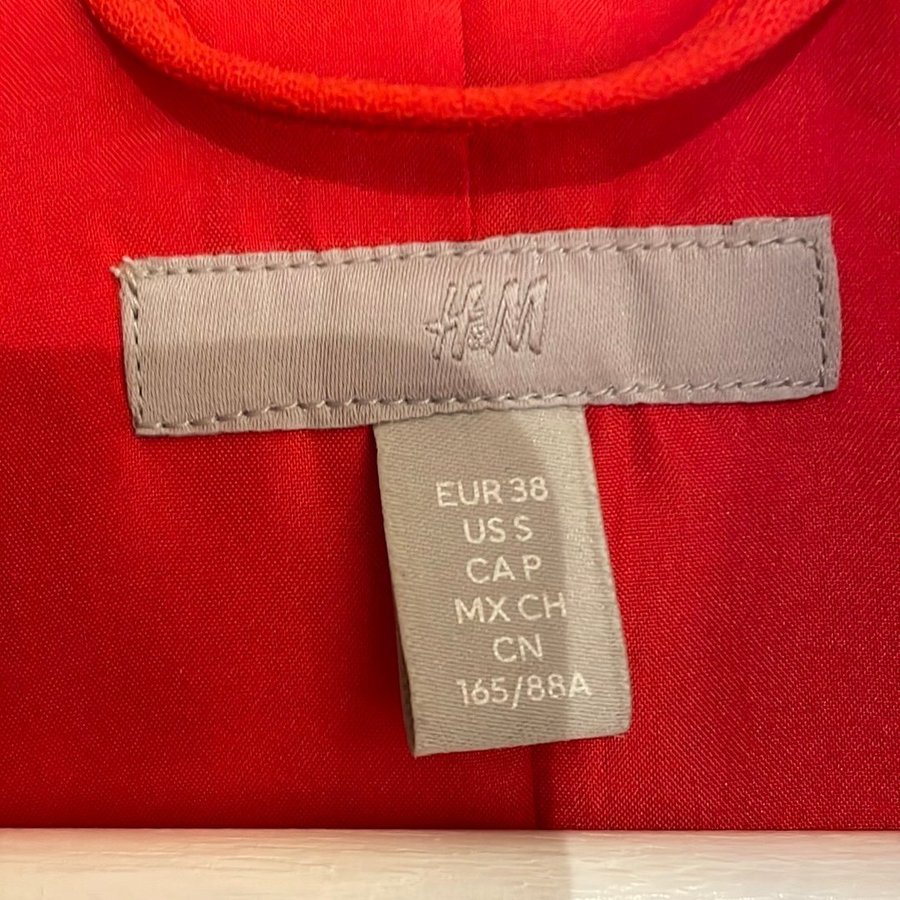 H&M
EUR 38
US S
CA P
MX CH
CN
165/88A